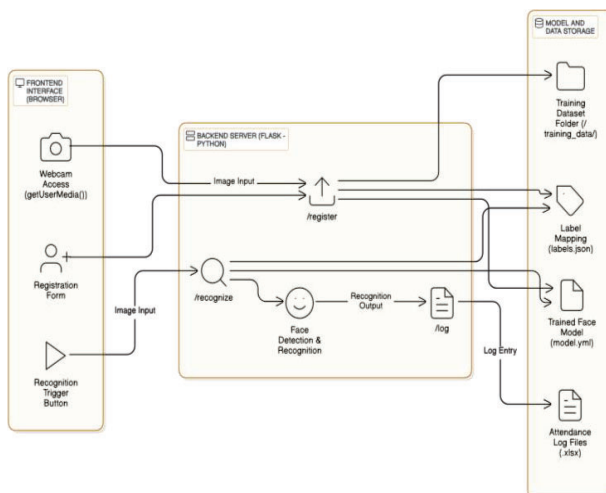 FRONTEND
INTERFACE
(BROWSER)
Webcam
Access
(getUserMedia())
Registration
Form
Recognition
Trigger
Button
Image Input
Image Input
BACKEND SERVER (FLASK -
PYTHON)
/register
/recognize
Face
Detection &
Recognition
Recognition
Output
/log
Log Entry
MODEL AND
DATA STORAGE
Training
Dataset
Folder (/
training_data/)
Label
Mapping
(labels.json)
Trained Face
Model
(model.yml)
Attendance
Log Files
(.xlsx)